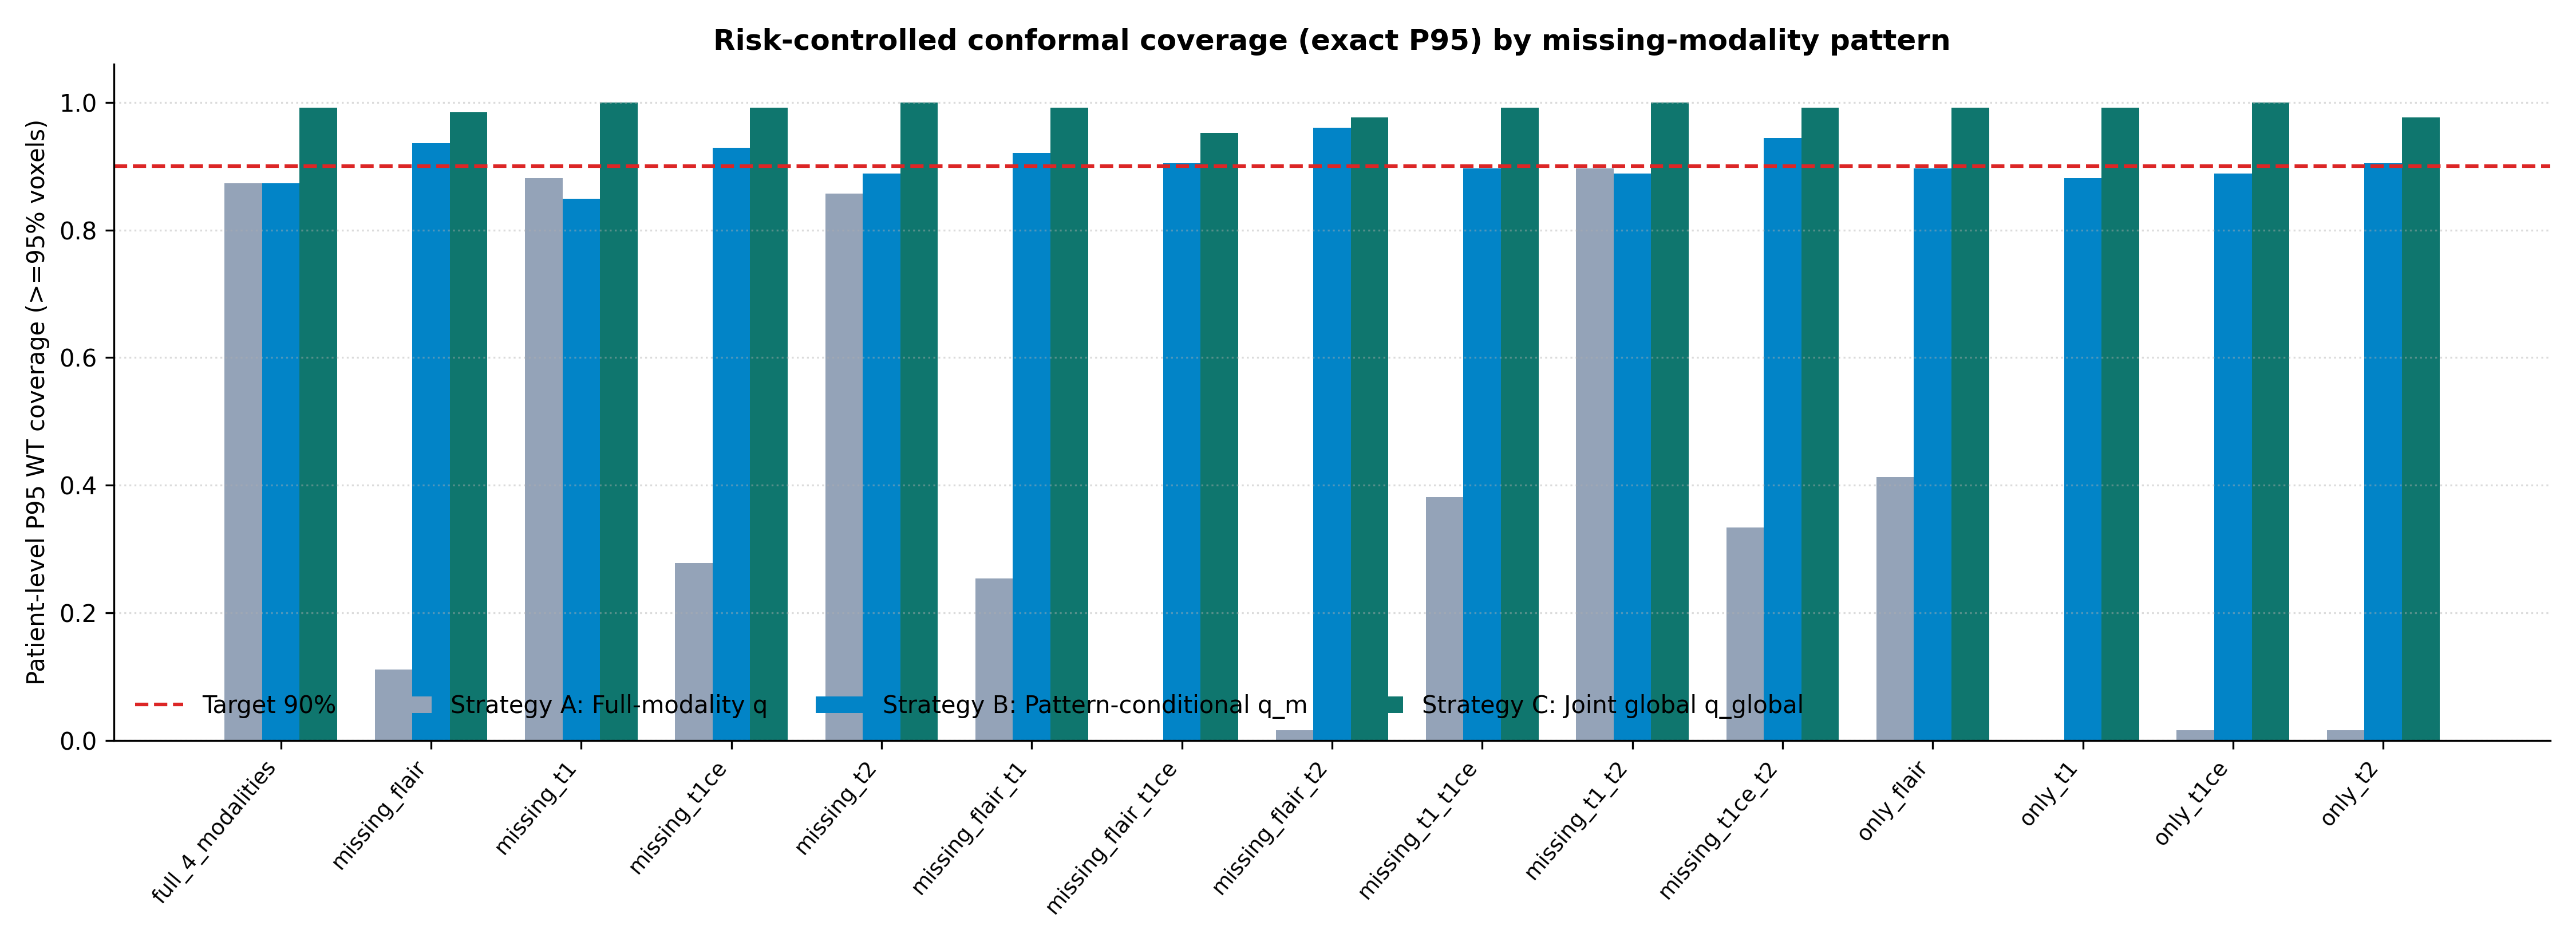 Risk-controlled conformal coverage (exact P95) by missing-modality pattern
Patient-level P95 WT coverage (>=95% voxels)
1.0
0.8
0.6
0.4
0.2
0.0
Target 90%
Strategy A: Full-modality q
Strategy B: Pattern-conditional q_m
Strategy C: Joint global q_global
full_4_modalities
missing_flair
missing_t1
missing_t1ce
missing_t2
missing_flair_t1
missing_flair_t1ce
missing_flair_t2
missing_t1_t1ce
missing_t1_t2
missing_t1ce_t2
only_flair
only_t1
only_t1ce
only_t2